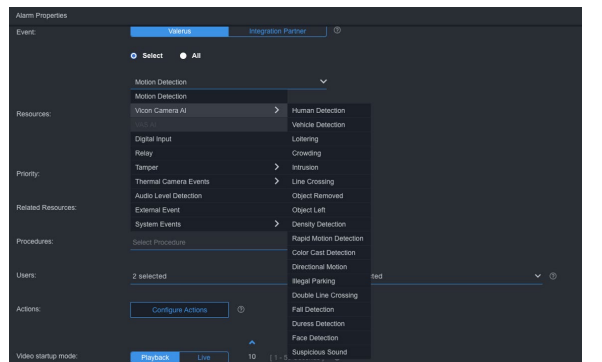 Alarm Properties
Event:
Valerus
Integration Partner
Select
All
Motion Detection
Motion Detection
Resources:
Vicon Camera AI
Digital Input
Relay
Priority:
Tamper
Thermal Camera Events
Audio Level Detection
Related Resources:
External Event
System Events
Human Detection
Vehicle Detection
Loitering
Crowding
Intrusion
Line Crossing
Object Removed
Object Left
Density Detection
Rapid Motion Detection
Color Cast Detection
Directional Motion
Illegal Parking
Double Line Crossing
Fall Detection
Duress Detection
Face Detection
Suspicious Sound
Procedures:
Select Procedure
Users:
2 selected
Actions:
Configure Actions
Video startup mode:
Playback
Live
10